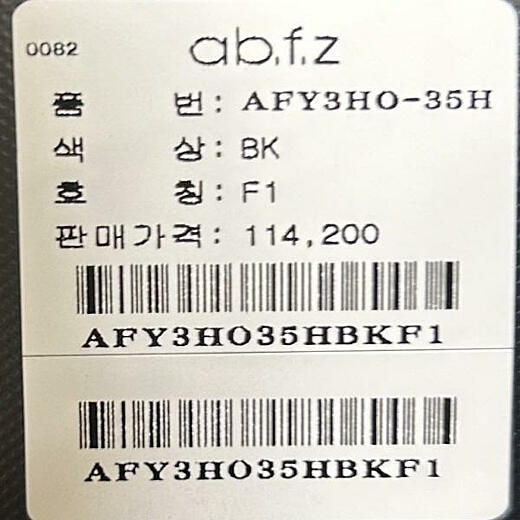 0082 ab.f.z
품 번 : AFY3HO-35H
색 상 : BK
호 칭 : F1
판매가격 : 114,200
AFY3HO35HBKF1
AFY3HO35HBKF1